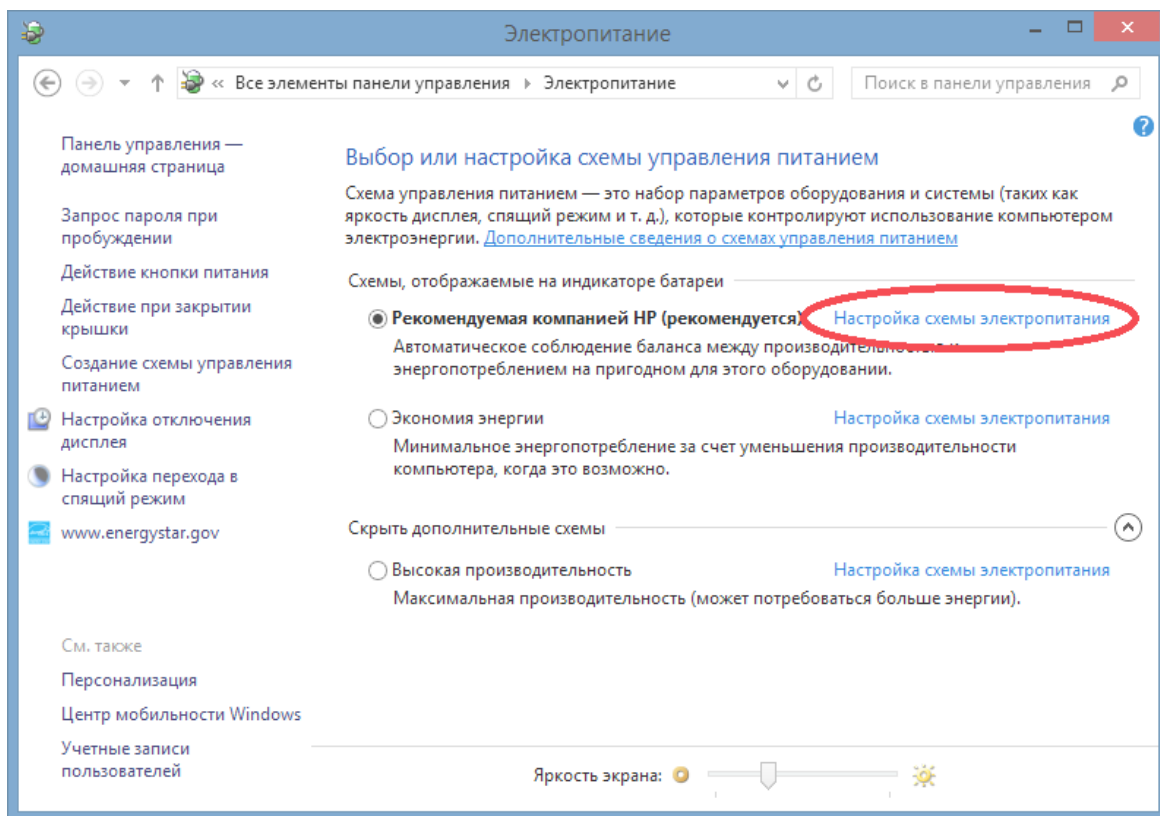 Электропитание
« Все элементы панели управления Электропитание
Поиск в панели управления
Панель управления —
домашняя страница
Запрос пароля при
пробуждении
Действие кнопки питания
Действие при закрытии
крышки
Создание схемы управления
питанием
Настройка отключения
дисплея
Настройка перехода в
спящий режим
www.energystar.gov
См. также
Персонализация
Центр мобильности Windows
Учетные записи
пользователей
?
Выбор или настройка схемы управления питанием
Схема управления питанием — это набор параметров оборудования и системы (таких как
яркость дисплея, спящий режим и т. д.), которые контролируют использование компьютером
электроэнергии. Дополнительные сведения о схемах управления питанием
Схемы, отображаемые на индикаторе батареи
Рекомендуемая компанией HP (рекомендуется) Настройка схемы электропитания
Автоматическое соблюдение баланса между производительностью и
энергопотреблением на пригодном для этого оборудовании.
Экономия энергии Настройка схемы электропитания
Минимальное энергопотребление за счет уменьшения производительности
компьютера, когда это возможно.
Скрыть дополнительные схемы
Высокая производительность Настройка схемы электропитания
Максимальная производительность (может потребоваться больше энергии).
Яркость экрана: